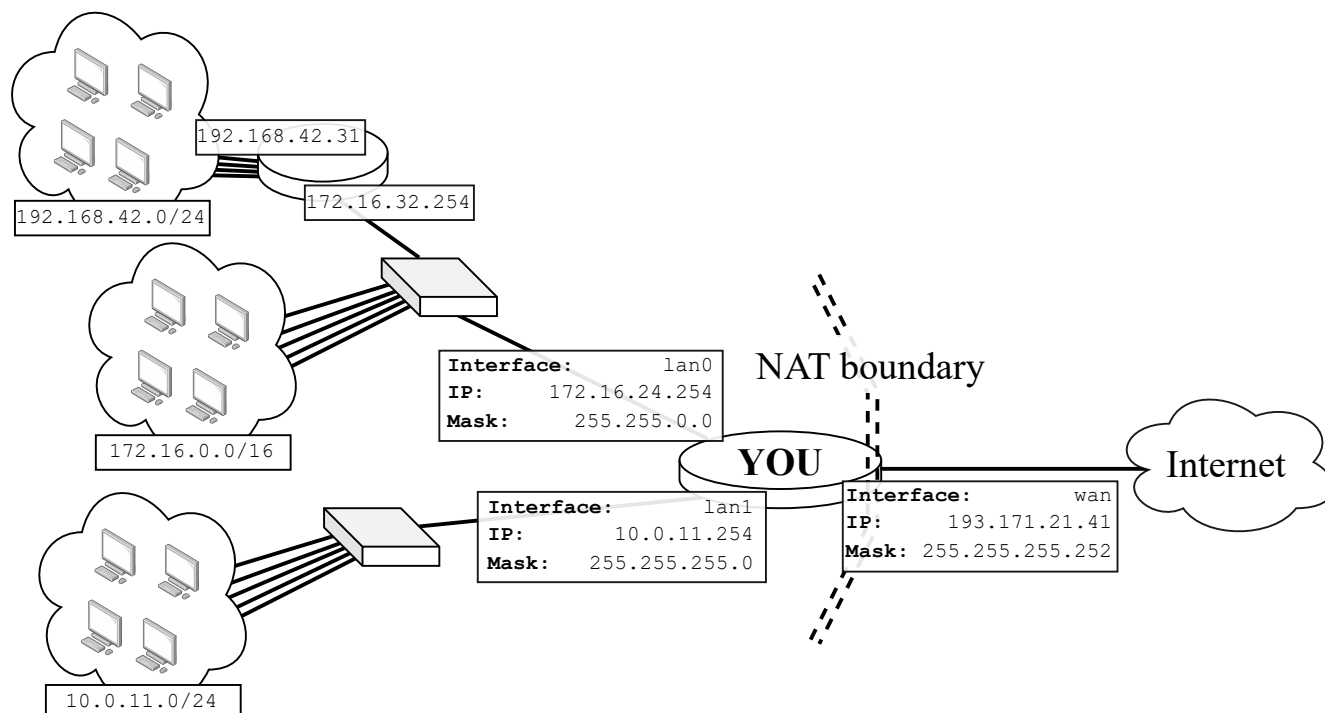 192.168.42.31
172.16.32.254
192.168.42.0/24
172.16.0.0/16
Interface: lan0
IP: 172.16.24.254
Mask: 255.255.0.0
NAT boundary
YOU
Internet
Interface: lan1
IP: 10.0.11.254
Mask: 255.255.255.0
Interface: wan
IP: 193.171.21.41
Mask: 255.255.255.252
10.0.11.0/24